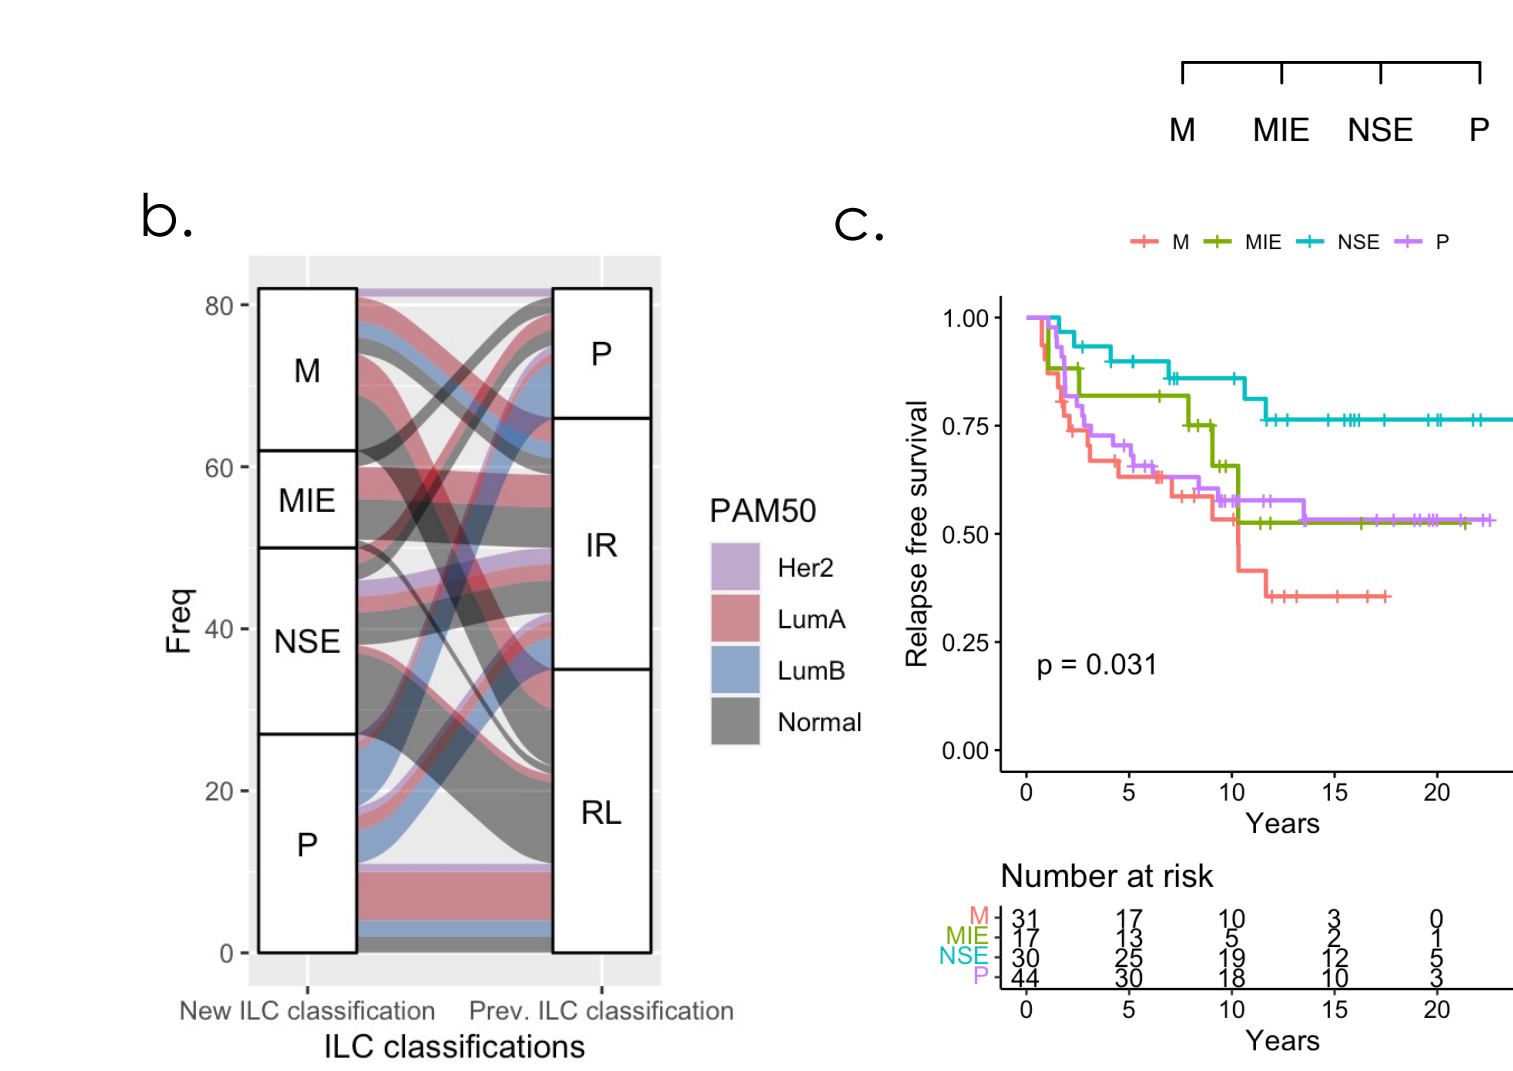 M MIE NSE P
b.
80
60
40
20
0
Freq
M
MIE
NSE
P
P
IR
RL
New ILC classification Prev. ILC classification
ILC classifications
PAM50
Her2
LumA
LumB
Normal
c.
M MIE NSE P
1.00
0.75
0.50
0.25
0.00
Relapse free survival
p = 0.031
0 5 10 15 20
Years
Number at risk
M 31 17 10 3 0
MIE 17 13 5 2 1
NSE 30 25 19 12 5
P 44 30 18 10 3
0 5 10 15 20
Years